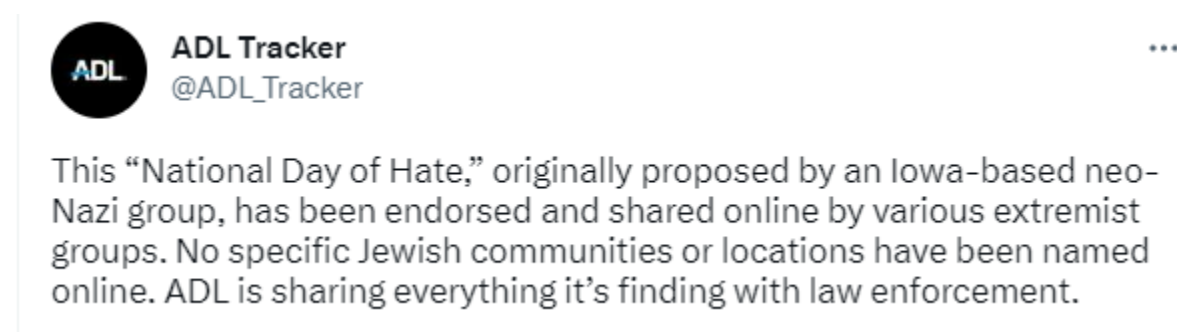 ADL
ADL Tracker
@ADL_Tracker
This “National Day of Hate,” originally proposed by an Iowa-based neo-
Nazi group, has been endorsed and shared online by various extremist
groups. No specific Jewish communities or locations have been named
online. ADL is sharing everything it’s finding with law enforcement.